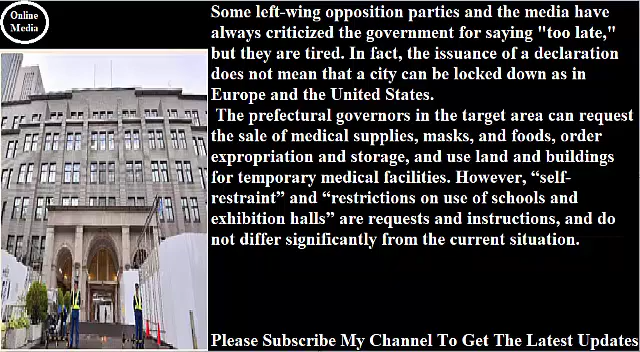 Online
Media
Some left-wing opposition parties and the media have
always criticized the government for saying "too late,"
but they are tired. In fact, the issuance of a declaration
does not mean that a city can be locked down as in
Europe and the United States.
The prefectural governors in the target area can request
the sale of medical supplies, masks, and foods, order
expropriation and storage, and use land and buildings
for temporary medical facilities. However, “self-
restraint” and “restrictions on use of schools and
exhibition halls” are requests and instructions, and do
not differ significantly from the current situation.
Please Subscribe My Channel To Get The Latest Updates